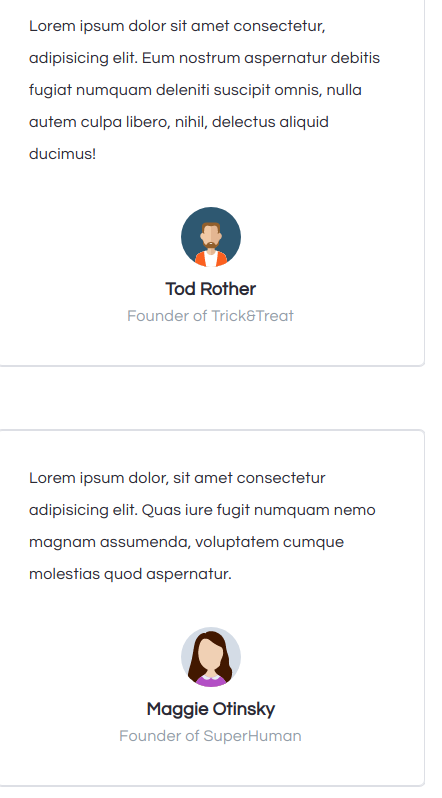 Lorem ipsum dolor sit amet consectetur,
adipisicing elit. Eum nostrum aspernatur debitis
fugiat numquam deleniti suscipit omnis, nulla
autem culpa libero, nihil, delectus aliquid
ducimus!
Tod Rother
Founder of Trick&Treat
Lorem ipsum dolor, sit amet consectetur
adipisicing elit. Quas iure fugit numquam nemo
magnam assumenda, voluptatem cumque
molestias quod aspernatur.
Maggie Otinsky
Founder of SuperHuman